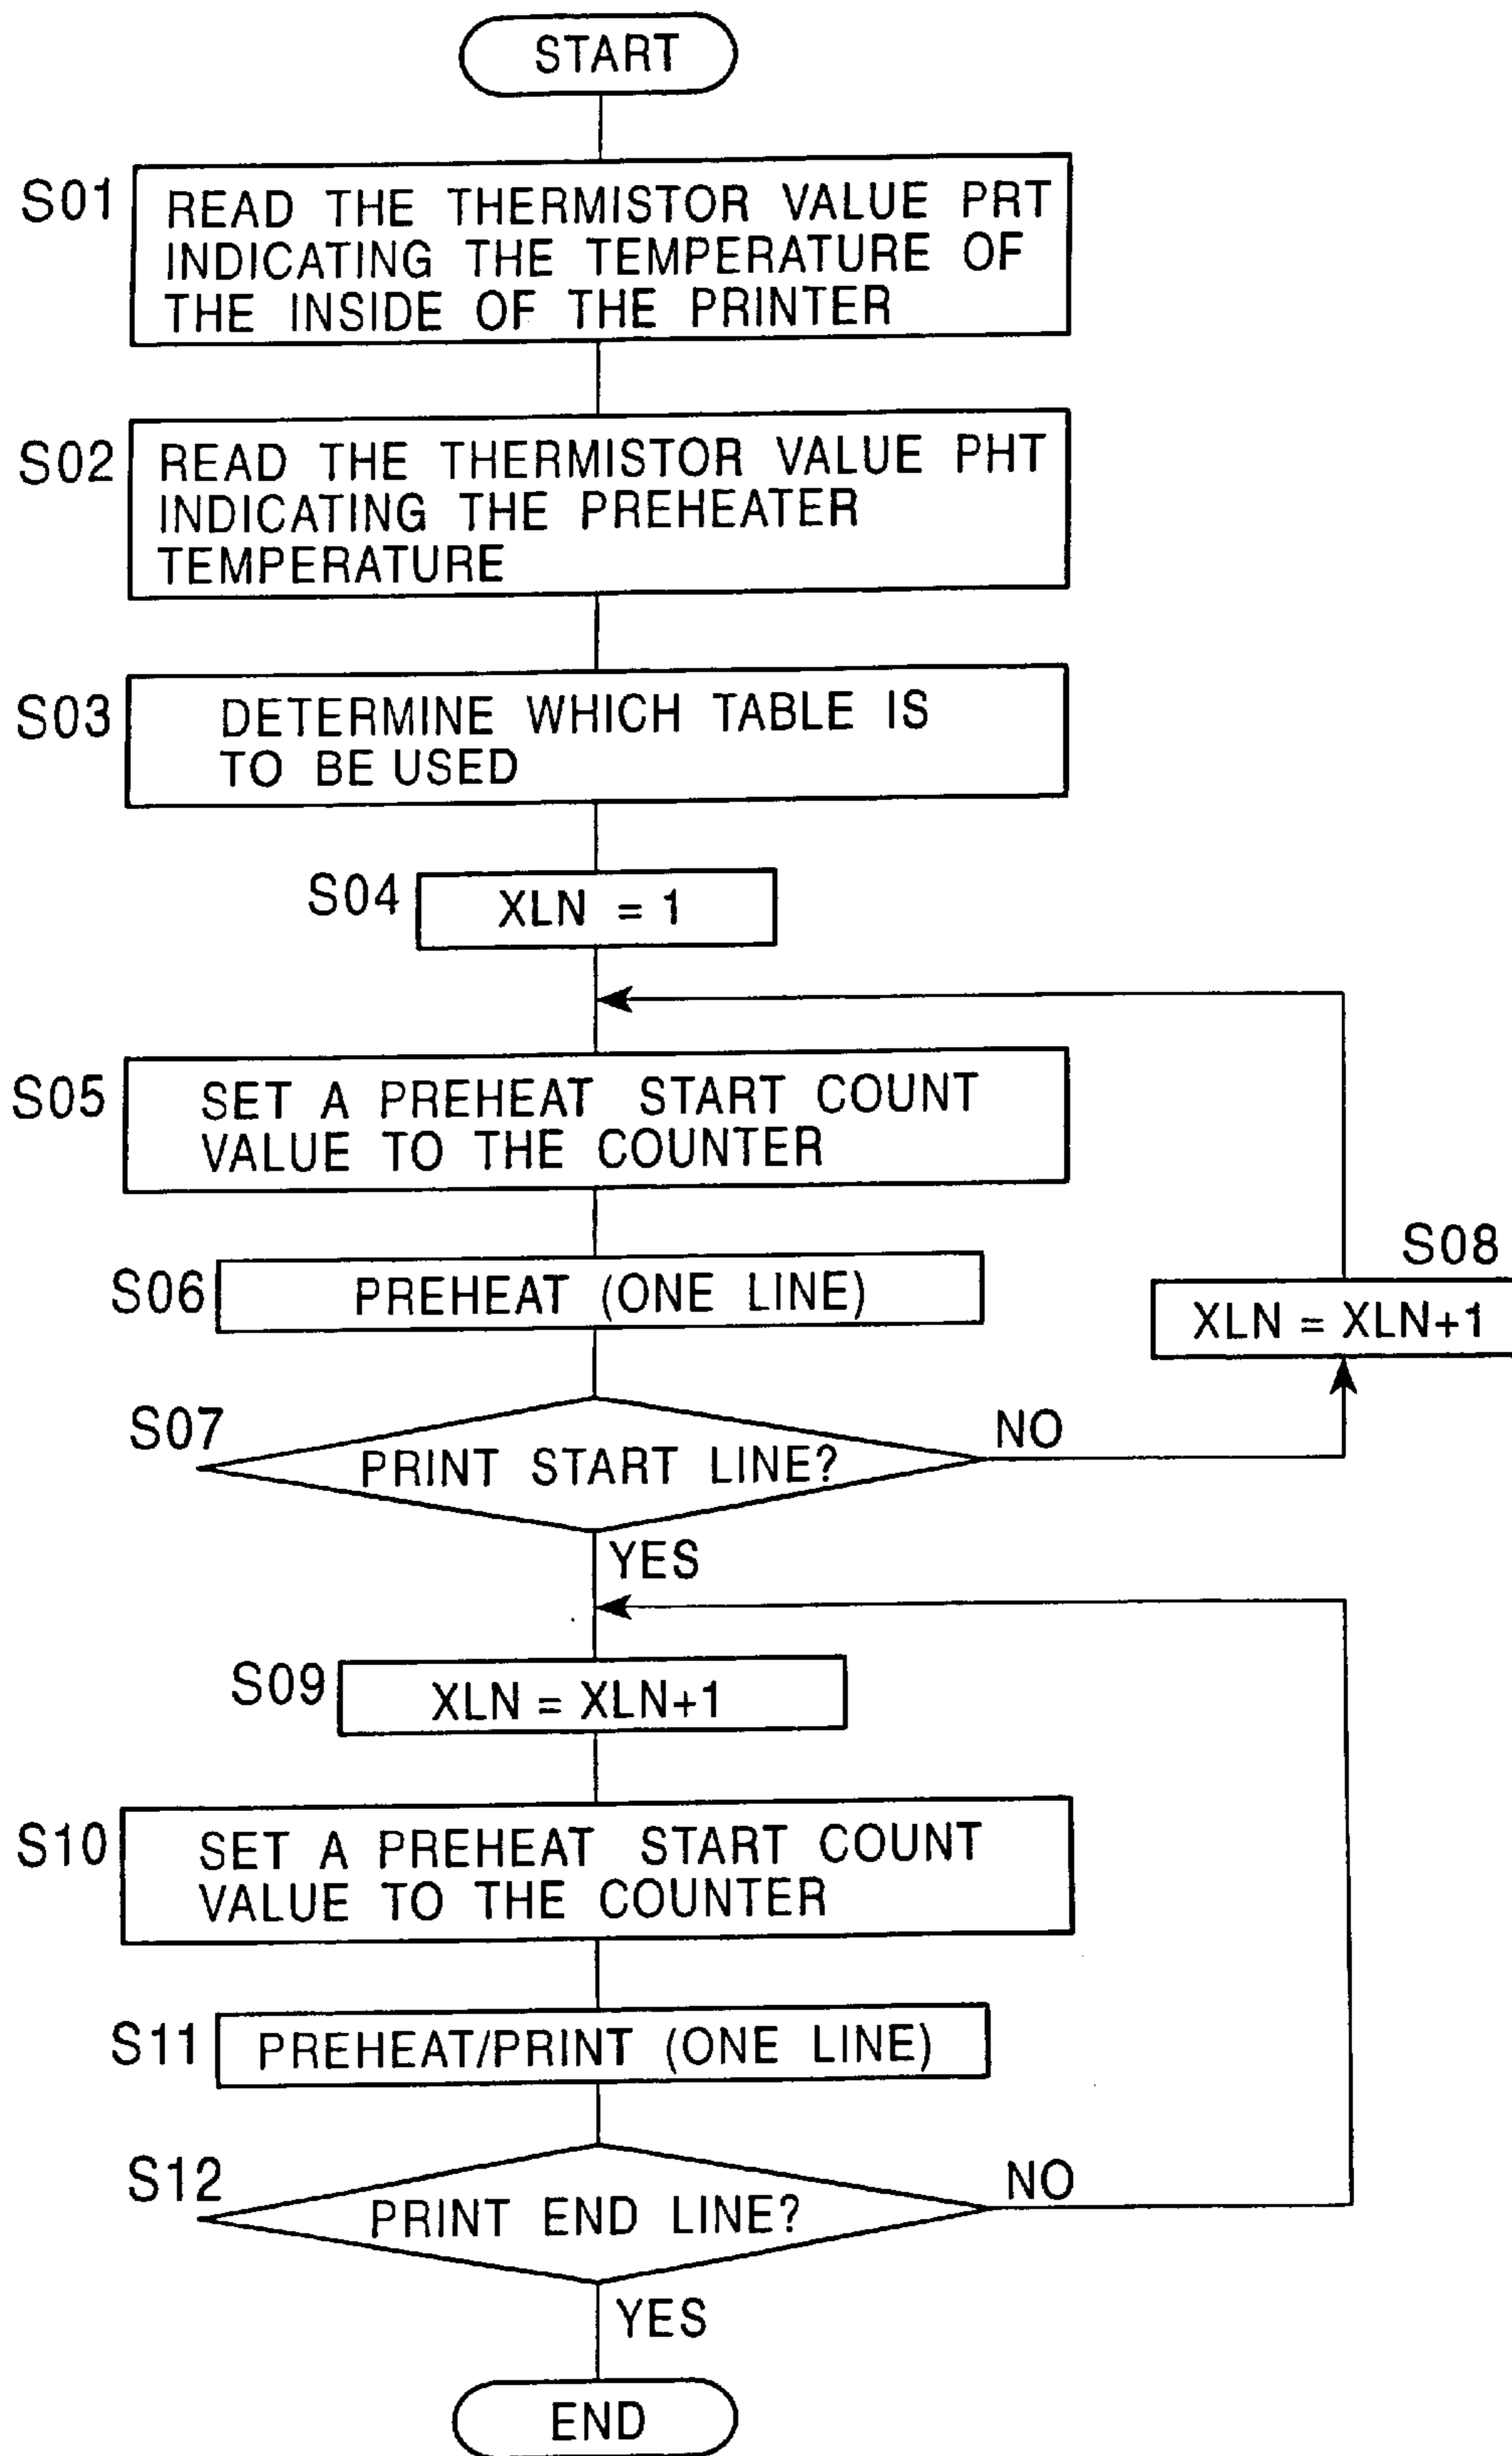 START
S01
READ THE THERMISTOR VALUE PRT
INDICATING THE TEMPERATURE OF
THE INSIDE OF THE PRINTER
S02
READ THE THERMISTOR VALUE PHT
INDICATING THE PREHEATER
TEMPERATURE
S03
DETERMINE WHICH TABLE IS
TO BE USED
S04
XLN = 1
S05
SET A PREHEAT START COUNT
VALUE TO THE COUNTER
S06
PREHEAT (ONE LINE)
S08
XLN = XLN+1
S07
PRINT START LINE?
NO
YES
S09
XLN = XLN+1
S10
SET A PREHEAT START COUNT
VALUE TO THE COUNTER
S11
PREHEAT/PRINT (ONE LINE)
S12
PRINT END LINE?
NO
YES
END